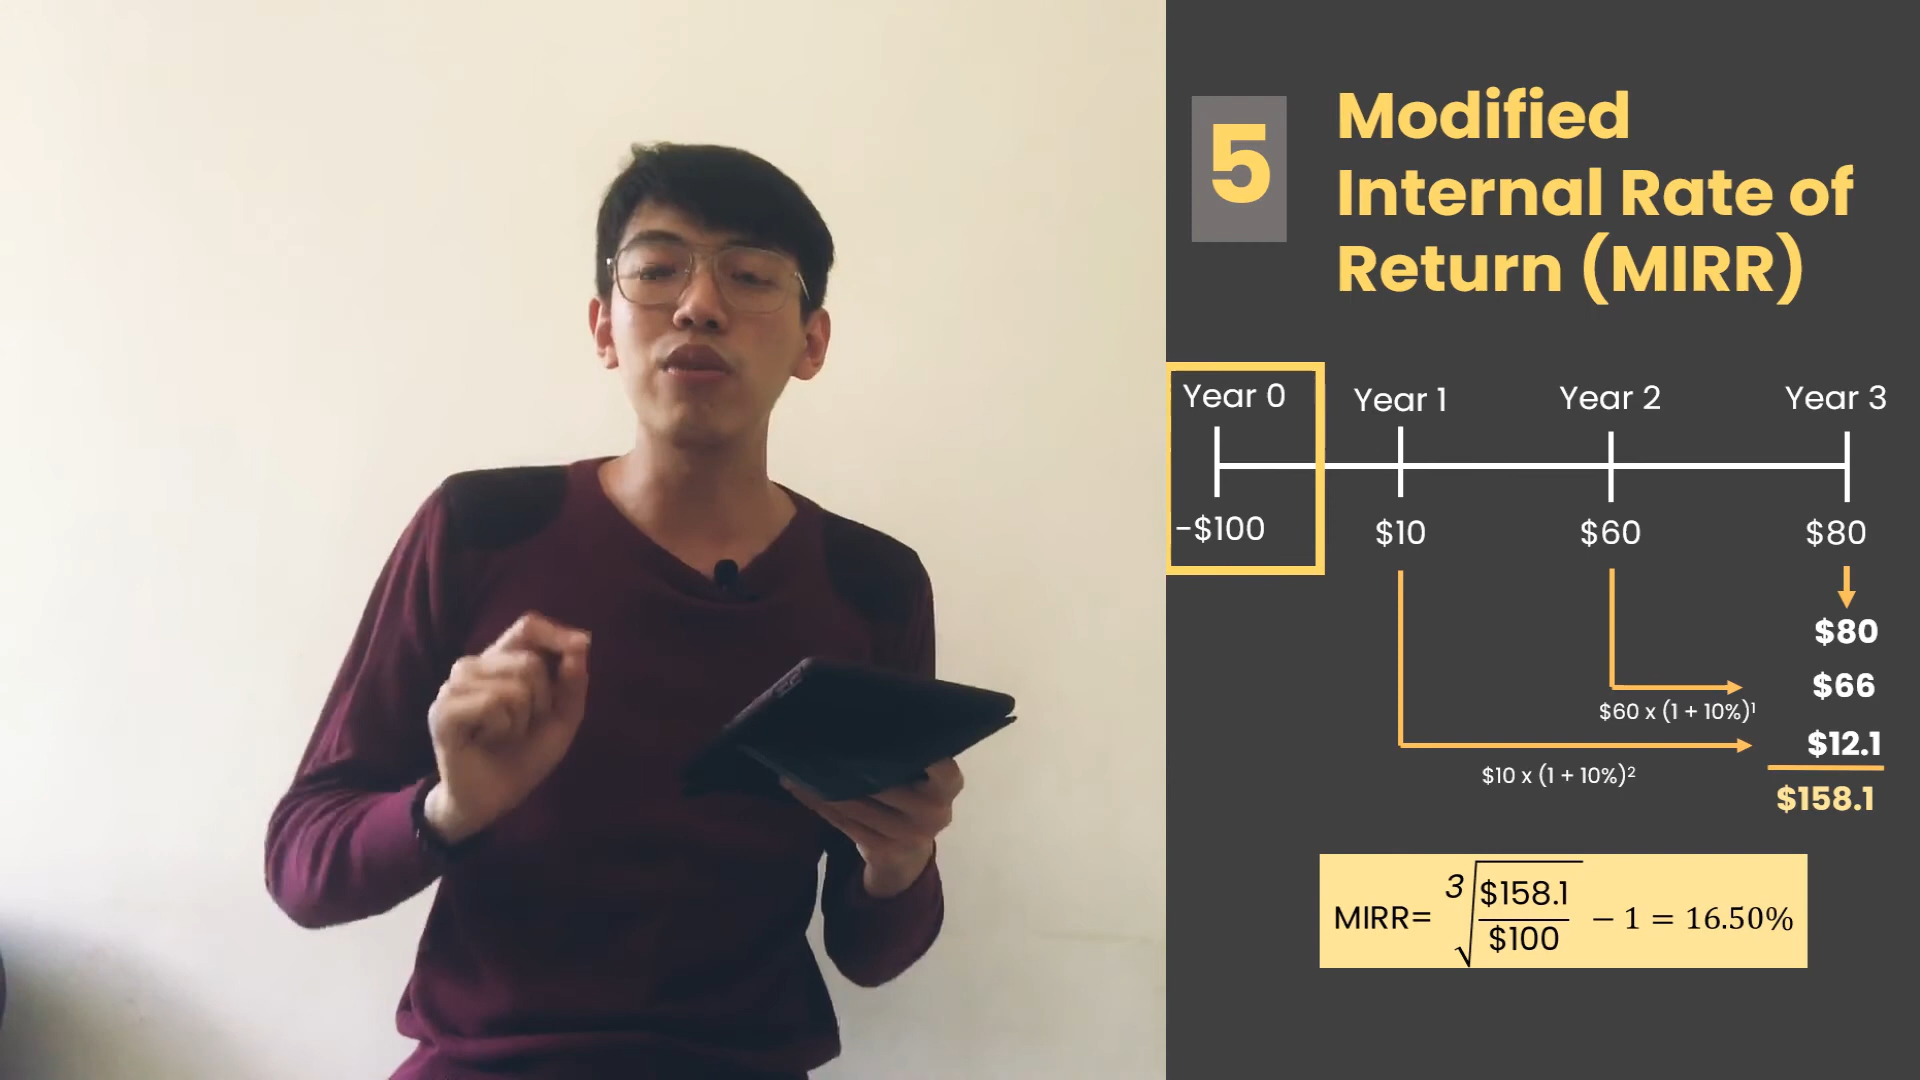 5
Modified
Internal Rate of
Return (MIRR)
Year 0 Year 1 Year 2 Year 3
-$100 $10 $60 $80
$80
$66
$60 x (1 + 10%)¹
$12.1
$10 x (1 + 10%)²
$158.1
MIRR= ³√($158.1/$100) − 1 = 16.50%